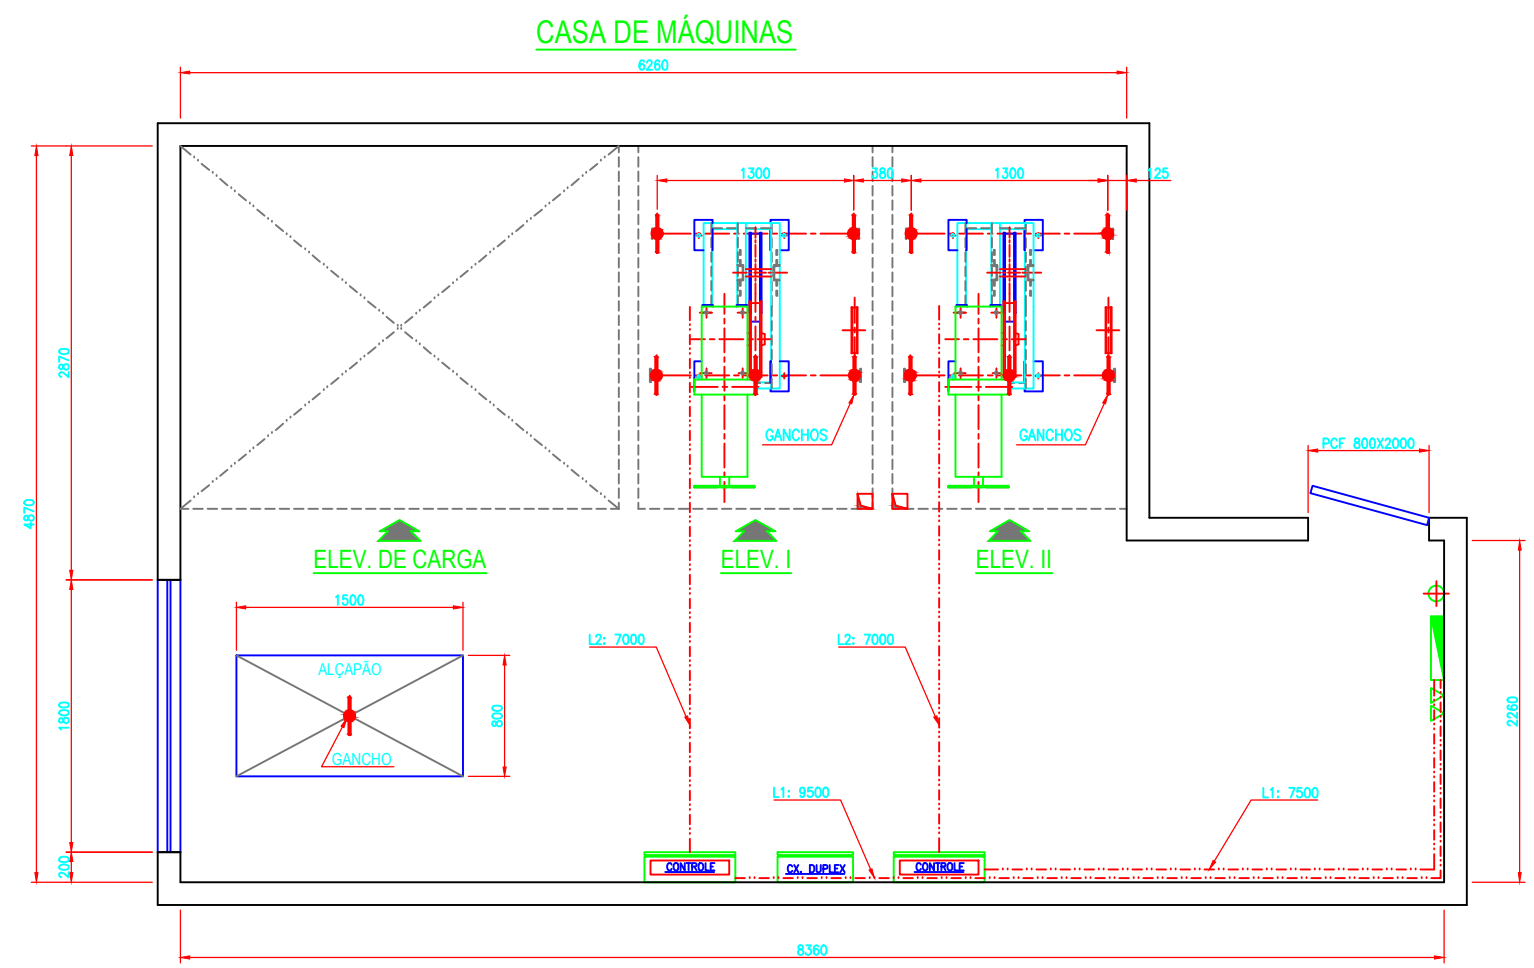 CASA DE MÁQUINAS
6260
1300
380
1300
125
2870
4870
GANCHOS
GANCHOS
PCF 800X2000
ELEV. DE CARGA
ELEV. I
ELEV. II
1500
L2: 7000
L2: 7000
ALÇAPÃO
1800
800
2260
GANCHO
L1: 9500
L1: 7500
200
CONTROLE
CX. DUPLEX
CONTROLE
8360